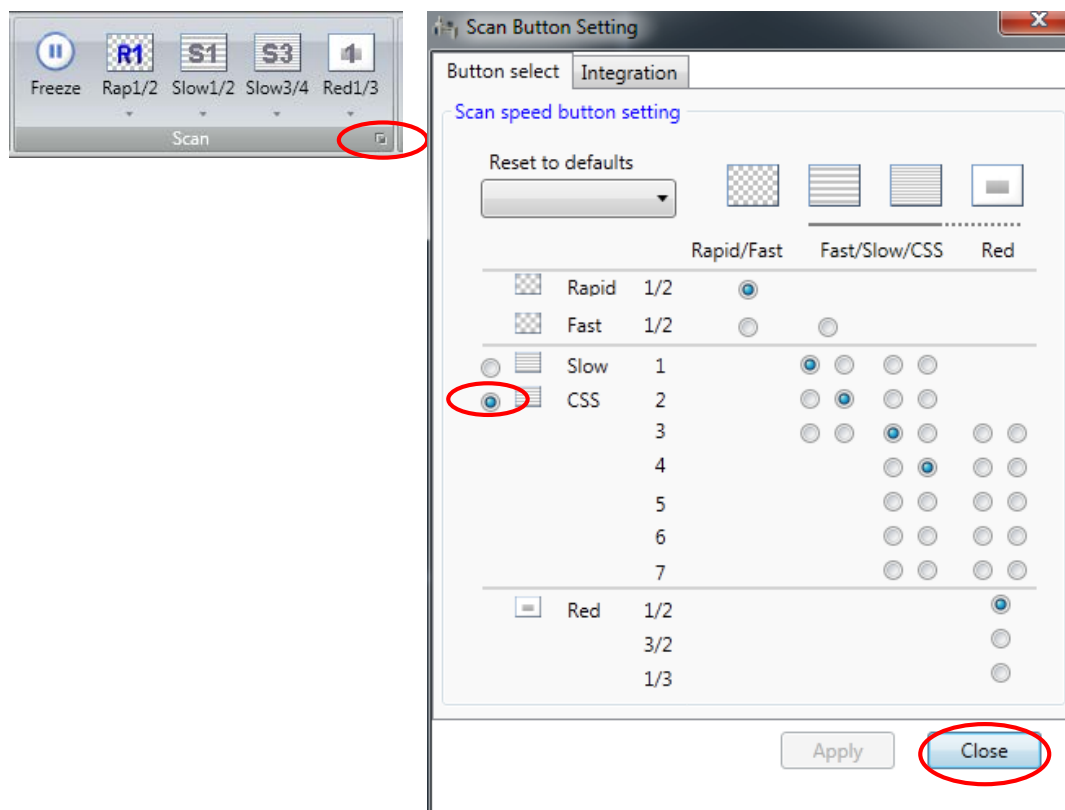 R1 S1 S3 4
Freeze Rap1/2 Slow1/2 Slow3/4 Red1/3
Scan
Scan Button Setting
Button select Integration
Scan speed button setting
Reset to defaults
Rapid/Fast Fast/Slow/CSS Red
Rapid 1/2
Fast 1/2
Slow 1
CSS 2
3
4
5
6
7
Red 1/2
3/2
1/3
Apply Close